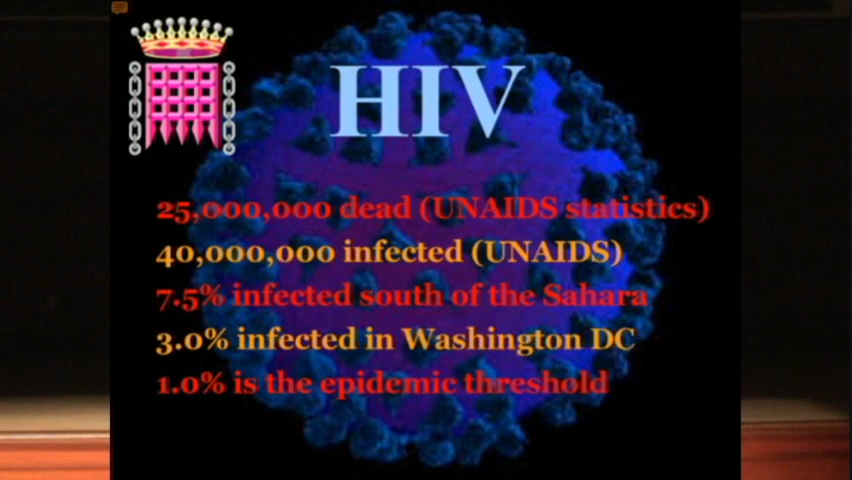 HIV
25,000,000 dead (UNAIDS statistics)
40,000,000 infected (UNAIDS)
7.5% infected south of the Sahara
3.0% infected in Washington DC
1.0% is the epidemic threshold